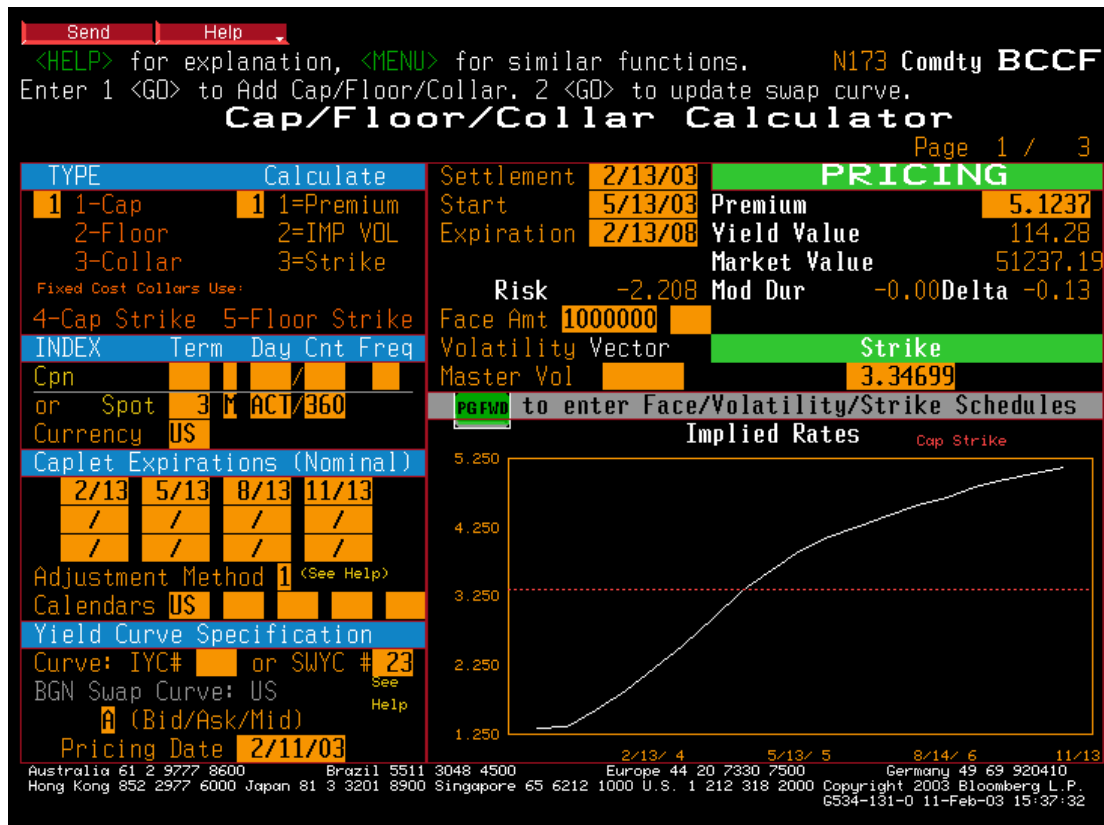 Send Help
<HELP> for explanation, <MENU> for similar functions. N173 Comdty BCCF
Enter 1 <GO> to Add Cap/Floor/Collar. 2 <GO> to update swap curve.
Cap/Floor/Collar Calculator
Page 1 / 3
TYPE Calculate
1 1-Cap 1 1=Premium
2-Floor 2=IMP VOL
3-Collar 3=Strike
Fixed Cost Collars Use:
4-Cap Strike 5-Floor Strike
INDEX Term Day Cnt Freq
Cpn /
or Spot 3 M ACT/360
Currency US
Caplet Expirations (Nominal)
2/13 5/13 8/13 11/13
/ / / /
/ / / /
Adjustment Method 1 (See Help)
Calendars US
Yield Curve Specification
Curve: IYC# or SWYC # 23
BGN Swap Curve: US See Help
A (Bid/Ask/Mid)
Pricing Date 2/11/03
Settlement 2/13/03
Start 5/13/03
Expiration 2/13/08
Risk -2.208
Face Amt 1000000
Volatility Vector
Master Vol
PRICING
Premium 5.1237
Yield Value 114.28
Market Value 51237.19
Mod Dur -0.00 Delta -0.13
Strike
3.34699
PG FWD to enter Face/Volatility/Strike Schedules
Implied Rates Cap Strike
5.250
4.250
3.250
2.250
1.250
2/13/ 4 5/13/ 5 8/14/ 6 11/13
Australia 61 2 9777 8600 Brazil 5511 3048 4500 Europe 44 20 7330 7500 Germany 49 69 920410
Hong Kong 852 2977 6000 Japan 81 3 3201 8900 Singapore 65 6212 1000 U.S. 1 212 318 2000 Copyright 2003 Bloomberg L.P.
G534-131-0 11-Feb-03 15:37:32